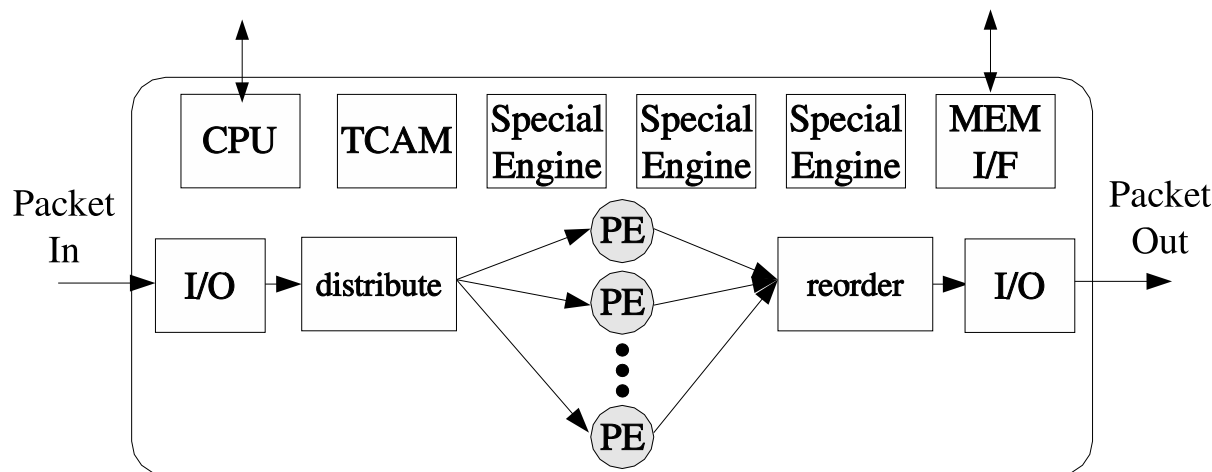 CPU
TCAM
Special
Engine
Special
Engine
Special
Engine
MEM
I/F
Packet
In
I/O
distribute
PE
PE
PE
reorder
I/O
Packet
Out